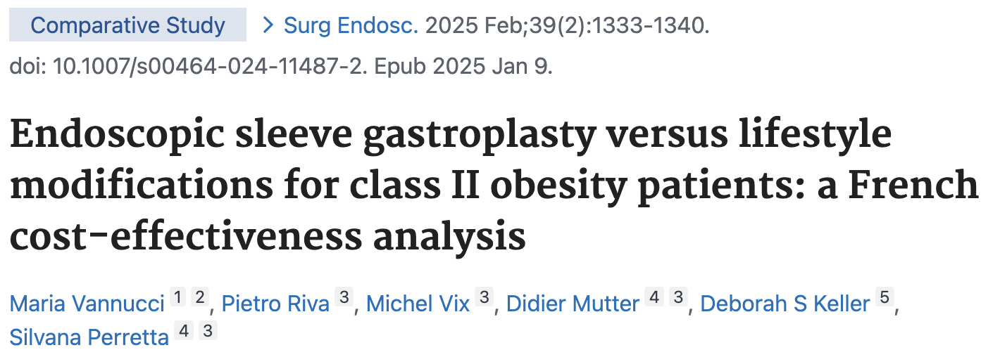 Comparative Study > Surg Endosc. 2025 Feb;39(2):1333-1340.
doi: 10.1007/s00464-024-11487-2. Epub 2025 Jan 9.
Endoscopic sleeve gastroplasty versus lifestyle
modifications for class II obesity patients: a French
cost-effectiveness analysis
Maria Vannucci 1 2, Pietro Riva 3, Michel Vix 3, Didier Mutter 4 3, Deborah S Keller 5,
Silvana Perretta 4 3